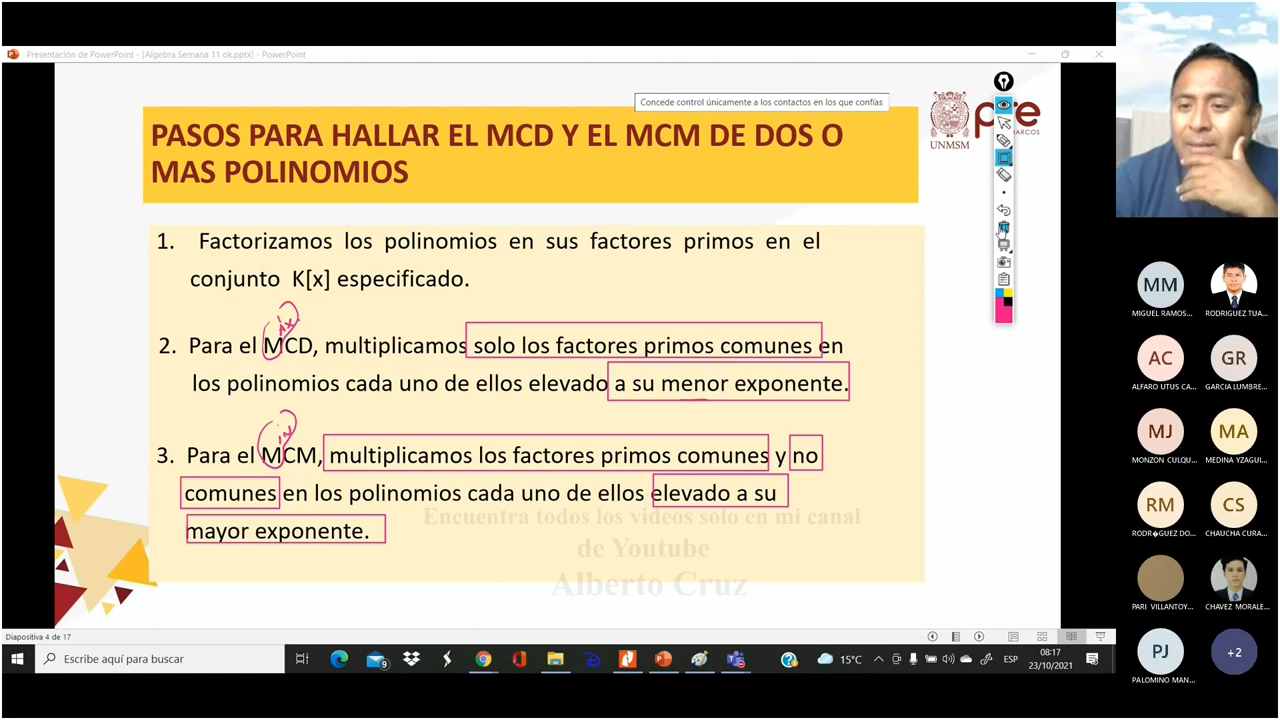 Presentación de PowerPoint - [Algebra Semana 11 ok.pptx] - PowerPoint
Concede control únicamente a los contactos en los que confías
PASOS PARA HALLAR EL MCD Y EL MCM DE DOS O
MAS POLINOMIOS
UNMSM
pre
1. Factorizamos los polinomios en sus factores primos en el
conjunto K[x] especificado.
2. Para el MCD, multiplicamos solo los factores primos comunes en
los polinomios cada uno de ellos elevado a su menor exponente.
3. Para el MCM, multiplicamos los factores primos comunes y no
comunes en los polinomios cada uno de ellos elevado a su
mayor exponente.
Encuentra todos los videos solo en mi canal
de Youtube
Alberto Cruz
MM
MIGUEL RAMOS...
RODRIGUEZ TUA...
AC
ALFARO UTUS CA...
GR
GARCIA LUMBRE...
MJ
MONZON CULQU...
MA
MEDINA YZAGUI...
RM
RODR�GUEZ DO...
CS
CHAUCHA CURA...
PARI VILLANTOY...
CHAVEZ MORALE...
PJ
PALOMINO MAN...
+2
Diapositiva 4 de 17
Escribe aquí para buscar
9
15°C
ESP
08:17
23/10/2021